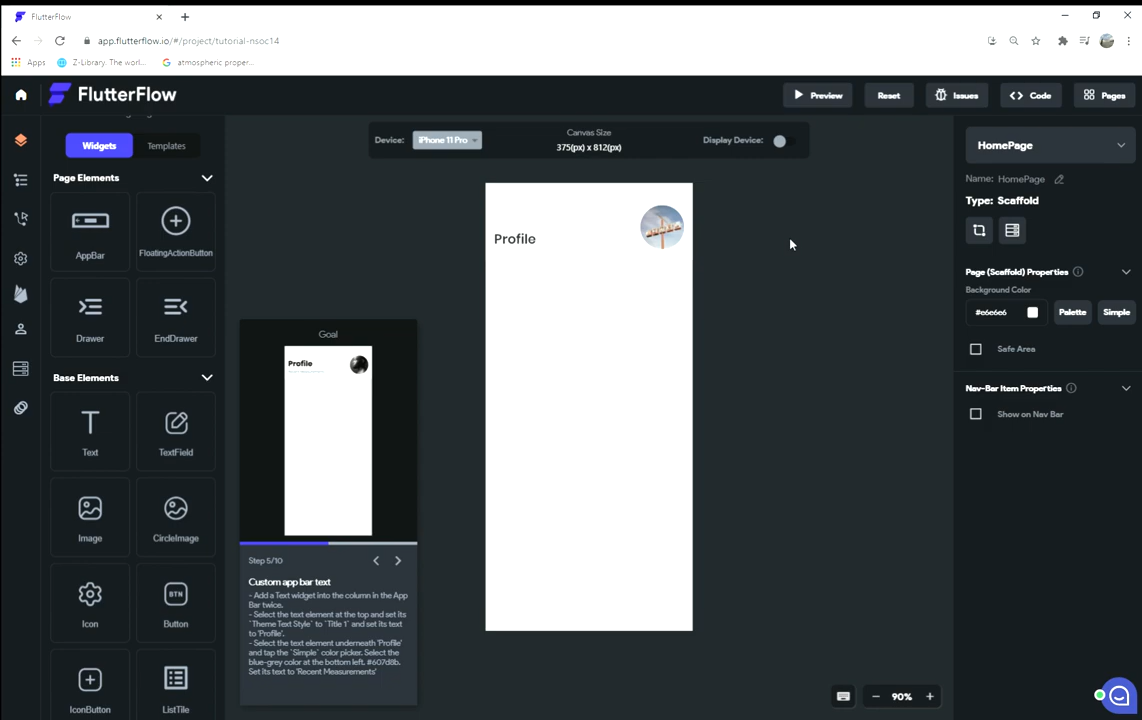 FlutterFlow
app.flutterflow.io/#/project/tutorial-nsoc14
Apps
Z-Library. The worl...
atmospheric proper...
FlutterFlow
Preview
Reset
Issues
Code
Pages
Widgets
Templates
Device:
iPhone 11 Pro
Canvas Size
375(px) x 812(px)
Display Device:
HomePage
Name: HomePage
Type: Scaffold
Page Elements
AppBar
FloatingActionButton
Drawer
EndDrawer
Base Elements
Text
TextField
Image
CircleImage
Icon
BTN
Button
IconButton
ListTile
Profile
Goal
Profile
Step 5/10
Custom app bar text
- Add a Text widget into the column in the App
Bar twice.
- Select the text element at the top and set its
`Theme Text Style` to `Title 1` and set its text
to 'Profile'.
- Select the text element underneath 'Profile'
and tap the `Simple` color picker. Select the
blue-grey color at the bottom left. #607d8b.
Set its text to 'Recent Measurements'
Page (Scaffold) Properties
Background Color
#e6e6e6
Palette
Simple
Safe Area
Nav-Bar Item Properties
Show on Nav Bar
90%